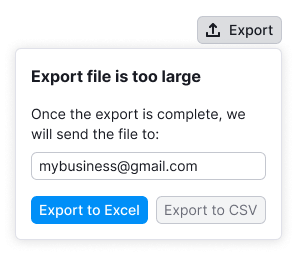 Export
Export file is too large
Once the export is complete, we
will send the file to:
mybusiness@gmail.com
Export to Excel
Export to CSV